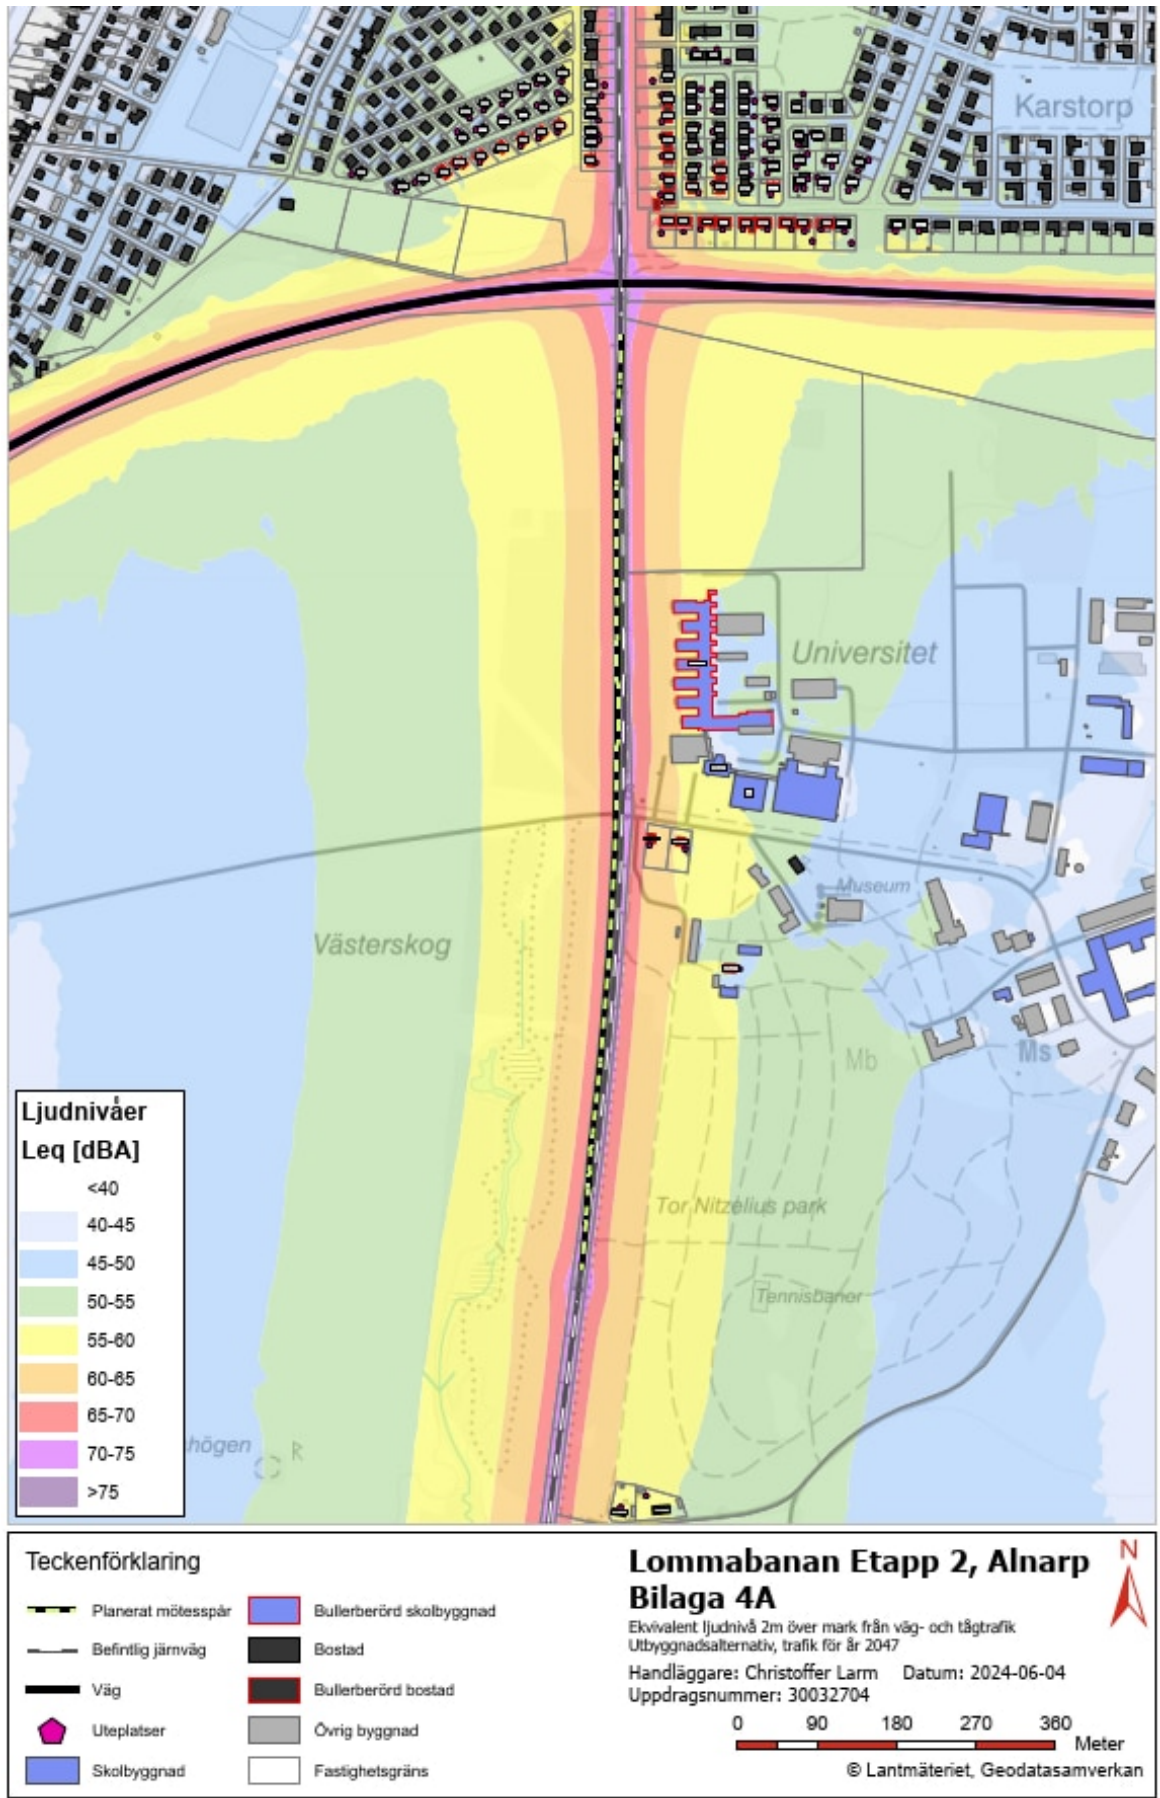 Karstorp
Universitet
Museum
Västerskog
Mb
Ms
Tor Nitzelius park
Tennisbanor
högen
R
Ljudnivåer
Leq [dBA]
<40
40-45
45-50
50-55
55-60
60-65
65-70
70-75
>75
Teckenförklaring
Planerat mötesspår
Befintlig järnväg
Väg
Uteplatser
Skolbyggnad
Bullerberörd skolbyggnad
Bostad
Bullerberörd bostad
Övrig byggnad
Fastighetsgräns
Lommabanan Etapp 2, Alnarp
Bilaga 4A
Ekvivalent ljudnivå 2m över mark från väg- och tågtrafik
Utbyggnadsalternativ, trafik för år 2047
Handläggare: Christoffer Larm Datum: 2024-06-04
Uppdragsnummer: 30032704
N
0 90 180 270 360
Meter
© Lantmäteriet, Geodatasamverkan